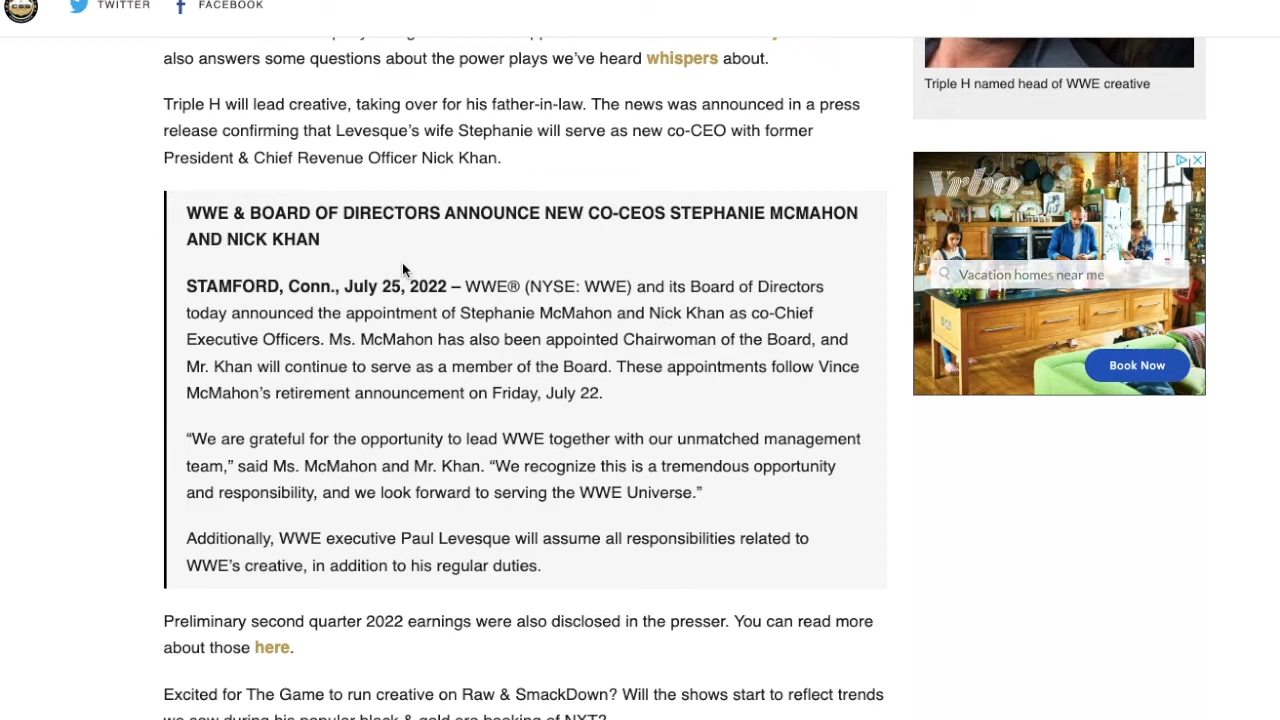 TWITTER
FACEBOOK
also answers some questions about the power plays we've heard whispers about.
Triple H will lead creative, taking over for his father-in-law. The news was announced in a press
release confirming that Levesque's wife Stephanie will serve as new co-CEO with former
President & Chief Revenue Officer Nick Khan.
WWE & BOARD OF DIRECTORS ANNOUNCE NEW CO-CEOS STEPHANIE MCMAHON
AND NICK KHAN
STAMFORD, Conn., July 25, 2022 – WWE® (NYSE: WWE) and its Board of Directors
today announced the appointment of Stephanie McMahon and Nick Khan as co-Chief
Executive Officers. Ms. McMahon has also been appointed Chairwoman of the Board, and
Mr. Khan will continue to serve as a member of the Board. These appointments follow Vince
McMahon's retirement announcement on Friday, July 22.
“We are grateful for the opportunity to lead WWE together with our unmatched management
team,” said Ms. McMahon and Mr. Khan. “We recognize this is a tremendous opportunity
and responsibility, and we look forward to serving the WWE Universe.”
Additionally, WWE executive Paul Levesque will assume all responsibilities related to
WWE's creative, in addition to his regular duties.
Preliminary second quarter 2022 earnings were also disclosed in the presser. You can read more
about those here.
Excited for The Game to run creative on Raw & SmackDown? Will the shows start to reflect trends
we saw during his popular black & gold era booking of NXT?
Triple H named head of WWE creative
Vrbo
Vacation homes near me
Book Now